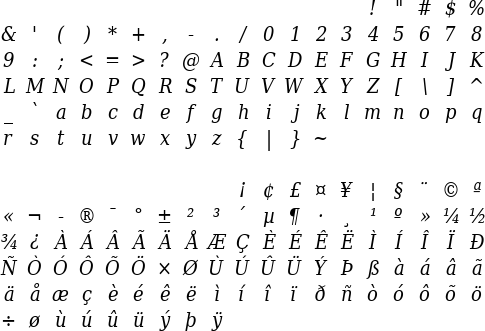 ! " # $ %
& ' ( ) * + , - . / 0 1 2 3 4 5 6 7 8
9 : ; < = > ? @ A B C D E F G H I J K
L M N O P Q R S T U V W X Y Z [ \ ] ^
_ ` a b c d e f g h i j k l m n o p q
r s t u v w x y z { | } ~
¡ ¢ £ ¤ ¥ ¦ § ¨ © ª
« ¬ - ® ¯ ° ± ² ³ ´ µ ¶ · ¸ ¹ º » ¼ ½
¾ ¿ À Á Â Ã Ä Å Æ Ç È É Ê Ë Ì Í Î Ï Ð
Ñ Ò Ó Ô Õ Ö × Ø Ù Ú Û Ü Ý Þ ß à á â ã
ä å æ ç è é ê ë ì í î ï ð ñ ò ó ô õ ö
÷ ø ù ú û ü ý þ ÿ